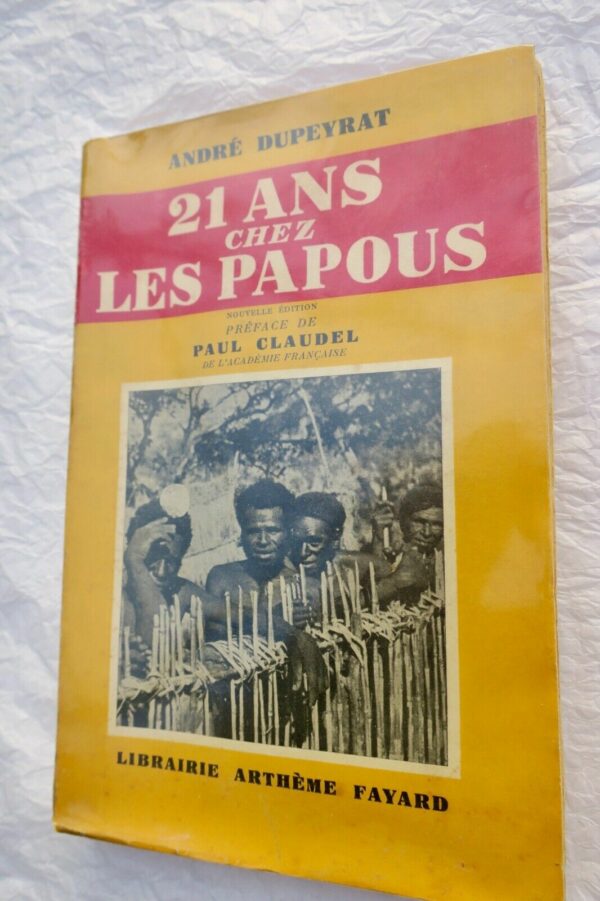 ANDRÉ DUPEYRAT
21 ANS
CHEZ
LES PAPOUS
NOUVELLE ÉDITION
PRÉFACE DE
PAUL CLAUDEL
DE L'ACADÉMIE FRANÇAISE
LIBRAIRIE ARTHÈME FAYARD